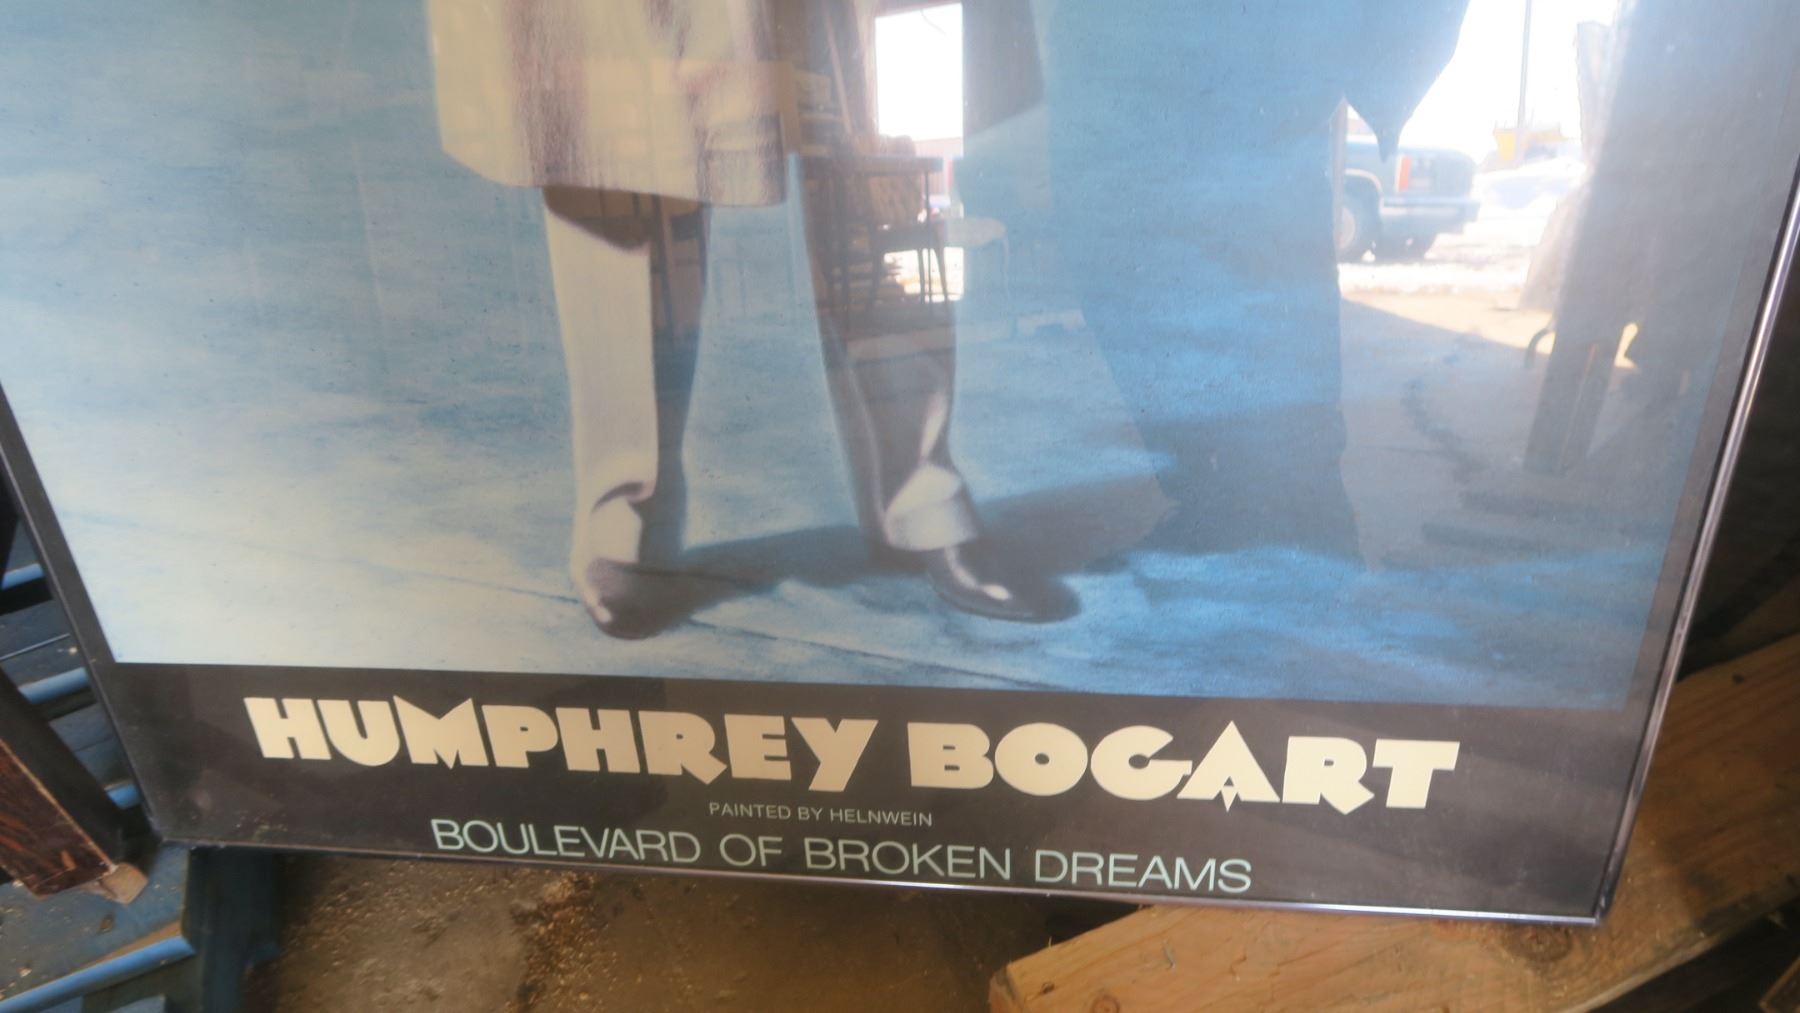 HUMPHREY BOGART
PAINTED BY HELNWEIN
BOULEVARD OF BROKEN DREAMS